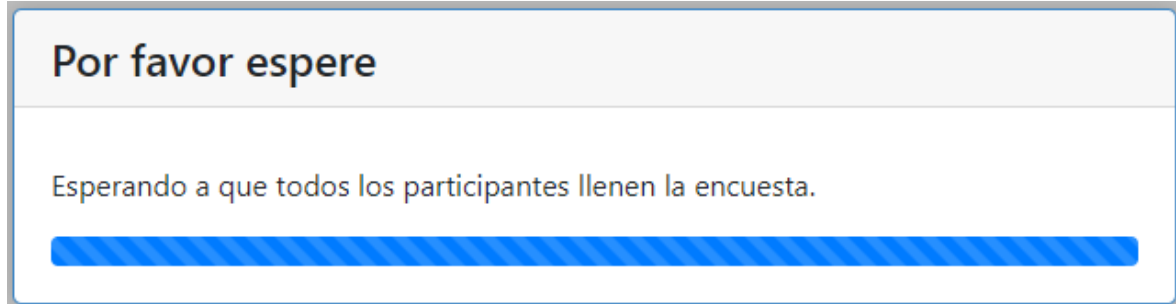 Por favor espere
Esperando a que todos los participantes llenen la encuesta.